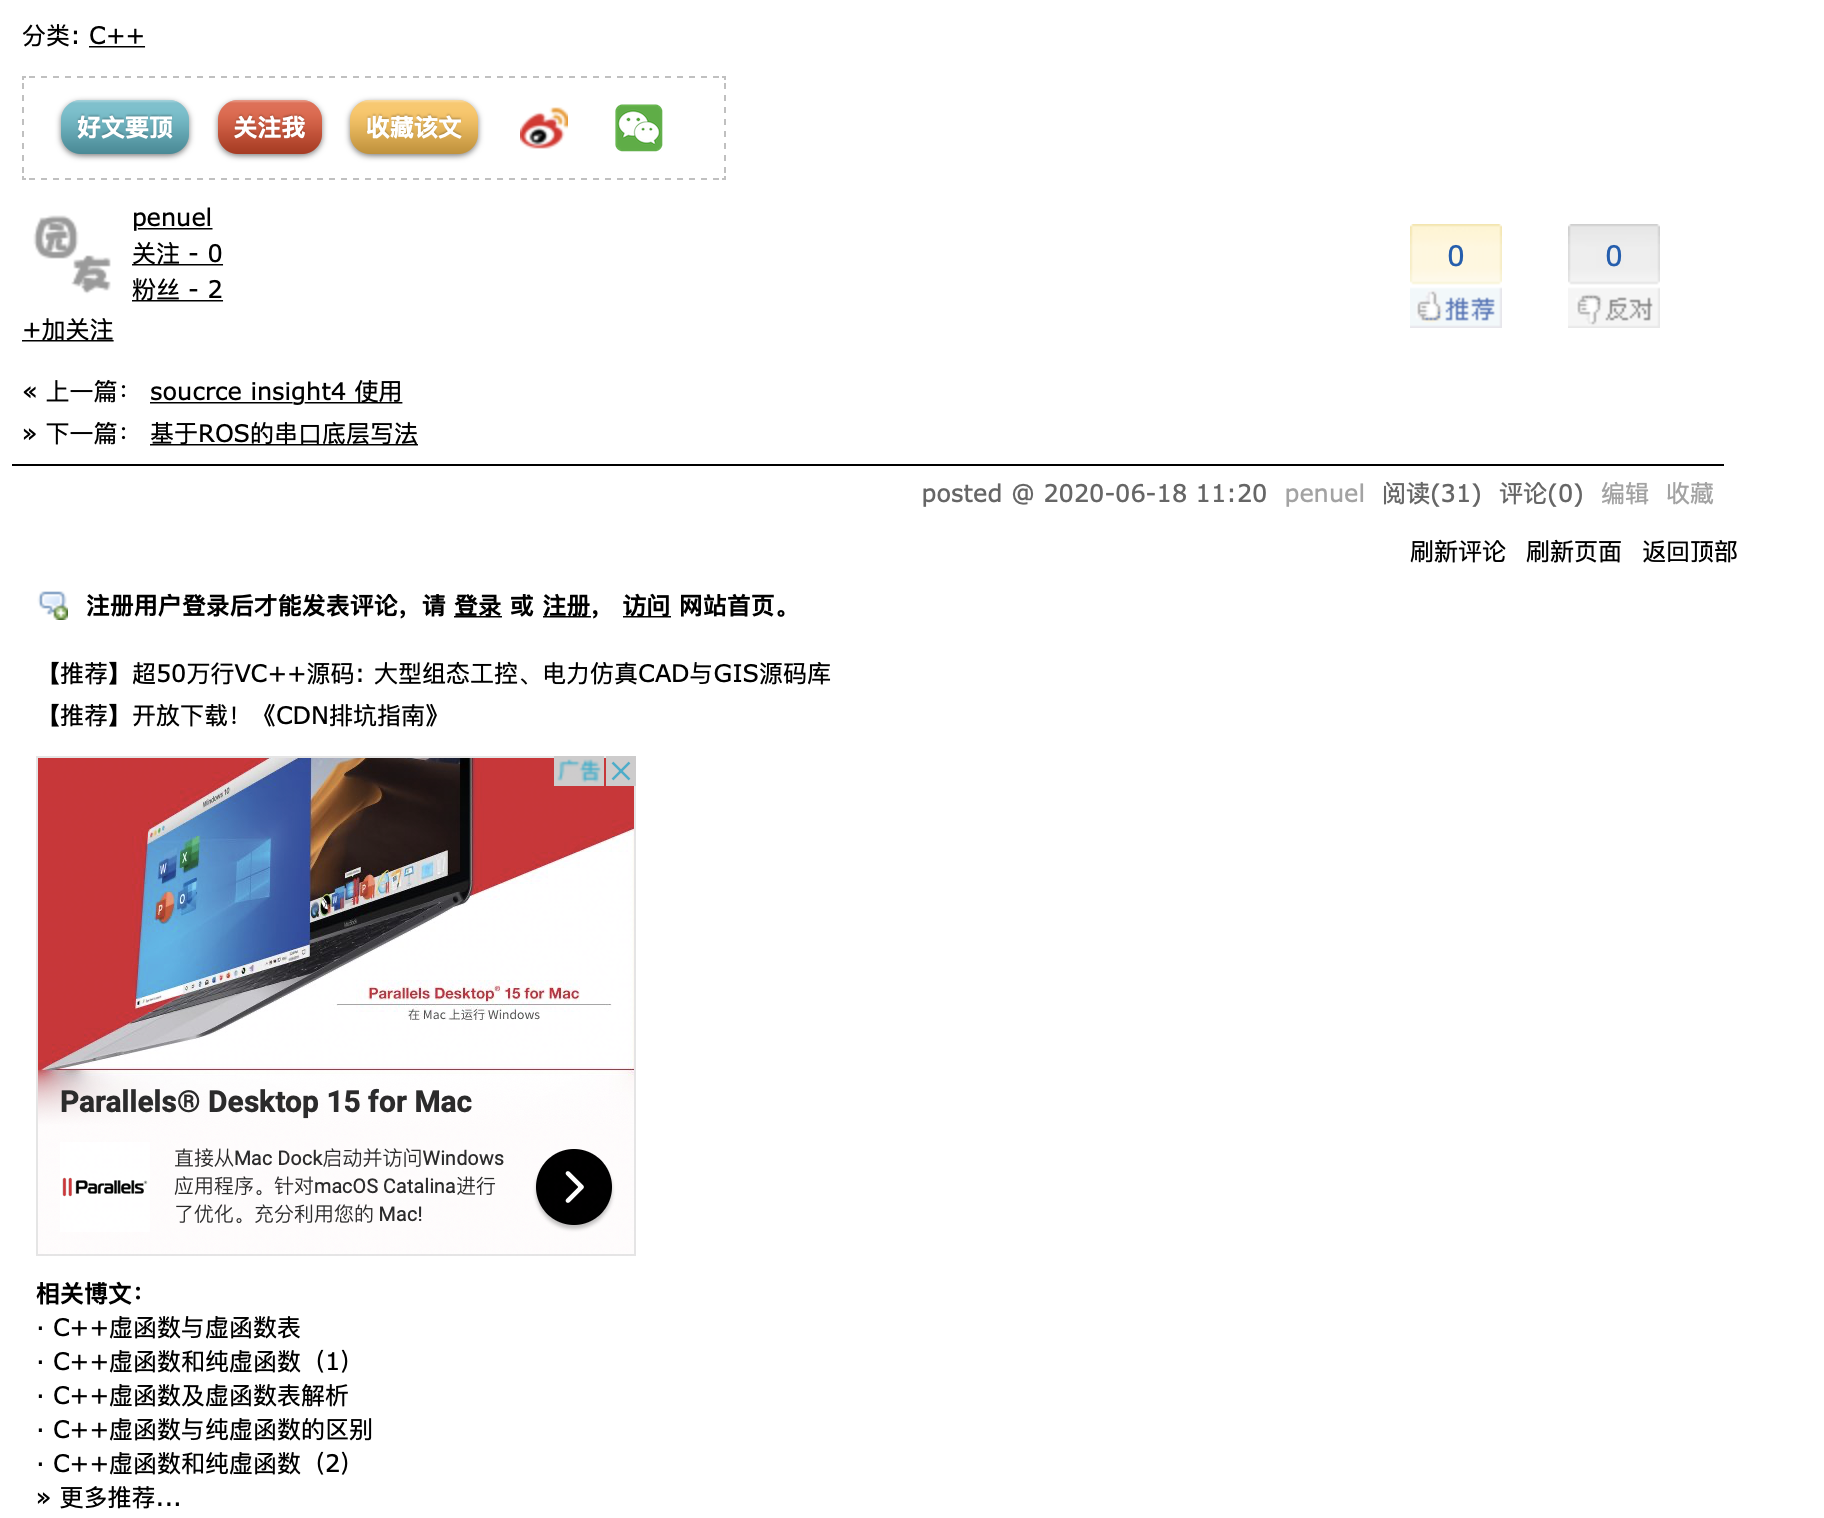 分类: C++
好文要顶 关注我 收藏该文
园友
penuel
关注 - 0
粉丝 - 2
+加关注
0 0
推荐 反对
« 上一篇： soucrce insight4 使用
» 下一篇： 基于ROS的串口底层写法
posted @ 2020-06-18 11:20 penuel 阅读(31) 评论(0) 编辑 收藏
刷新评论 刷新页面 返回顶部
注册用户登录后才能发表评论，请 登录 或 注册， 访问 网站首页。
【推荐】超50万行VC++源码: 大型组态工控、电力仿真CAD与GIS源码库
【推荐】开放下载！《CDN排坑指南》
广告
Windows 10
Parallels Desktop® 15 for Mac
在 Mac 上运行 Windows
Parallels® Desktop 15 for Mac
Parallels
直接从Mac Dock启动并访问Windows
应用程序。针对macOS Catalina进行
了优化。充分利用您的 Mac!
相关博文：
· C++虚函数与虚函数表
· C++虚函数和纯虚函数（1）
· C++虚函数及虚函数表解析
· C++虚函数与纯虚函数的区别
· C++虚函数和纯虚函数（2）
» 更多推荐...